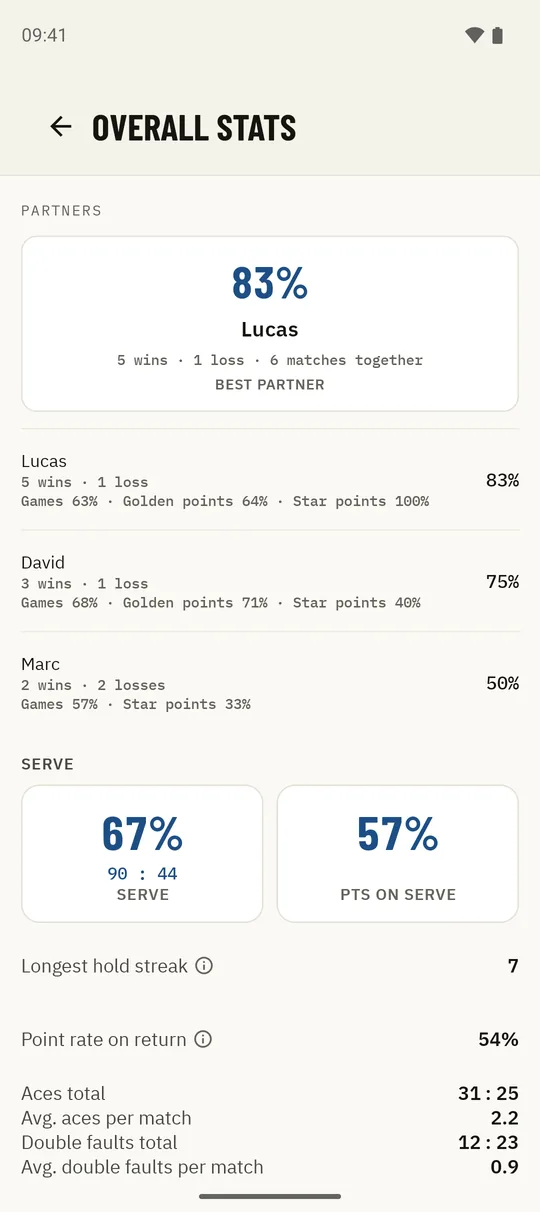 09:41
OVERALL STATS
PARTNERS
83%
Lucas
5 wins · 1 loss · 6 matches together
BEST PARTNER
Lucas
5 wins · 1 loss
Games 63% · Golden points 64% · Star points 100%
83%
David
3 wins · 1 loss
Games 68% · Golden points 71% · Star points 40%
75%
Marc
2 wins · 2 losses
Games 57% · Star points 33%
50%
SERVE
67%
90 : 44
SERVE
57%
PTS ON SERVE
Longest hold streak 7
Point rate on return 54%
Aces total 31 : 25
Avg. aces per match 2.2
Double faults total 12 : 23
Avg. double faults per match 0.9